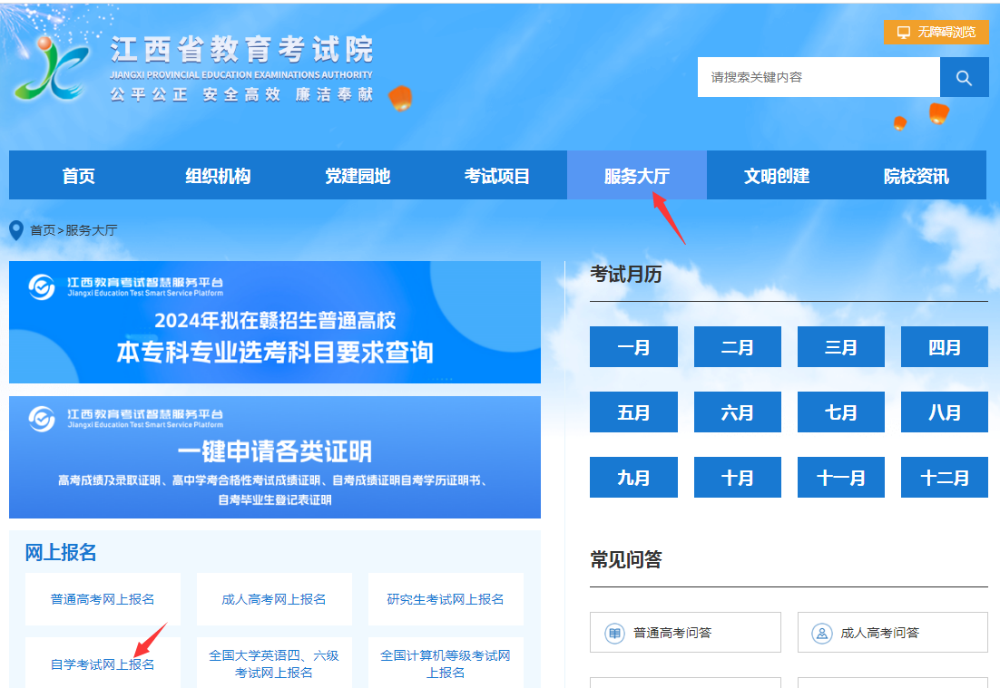 江西省教育考试院
JIANGXI PROVINCIAL EDUCATION EXAMINATIONS AUTHORITY
公平公正 安全高效 廉洁奉献
无障碍浏览
请搜索关键内容
首页 组织机构 党建园地 考试项目 服务大厅 文明创建 院校资讯
首页>服务大厅
江西教育考试智慧服务平台
Jiangxi Education Test Smart Service Platform
2024年拟在赣招生普通高校
本专科专业选考科目要求查询
江西教育考试智慧服务平台
Jiangxi Education Test Smart Service Platform
一键申请各类证明
高考成绩及录取证明、高中学考合格性考试成绩证明、自考成绩证明自考学历证明书、
自考毕业生登记表证明
网上报名
普通高考网上报名 成人高考网上报名 研究生考试网上报名
自学考试网上报名
全国大学英语四、六级
考试网上报名
全国计算机等级考试网
上报名
考试月历
一月 二月 三月 四月
五月 六月 七月 八月
九月 十月 十一月 十二月
常见问答
普通高考问答 成人高考问答